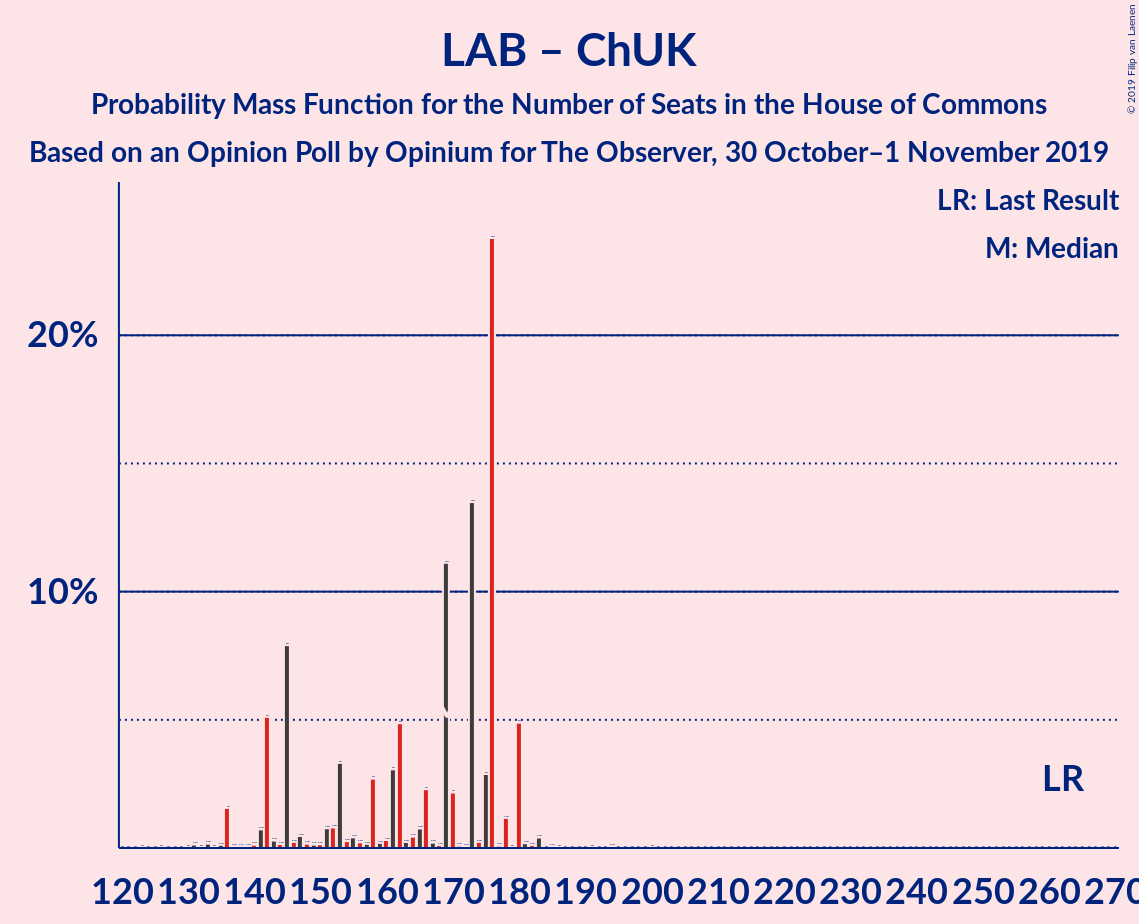 LAB – ChUK
Probability Mass Function for the Number of Seats in the House of Commons
Based on an Opinion Poll by Opinium for The Observer, 30 October–1 November 2019
© 2019 Filip van Laenen
LR: Last Result
M: Median
20%
10%
LR
120 130 140 150 160 170 180 190 200 210 220 230 240 250 260 270